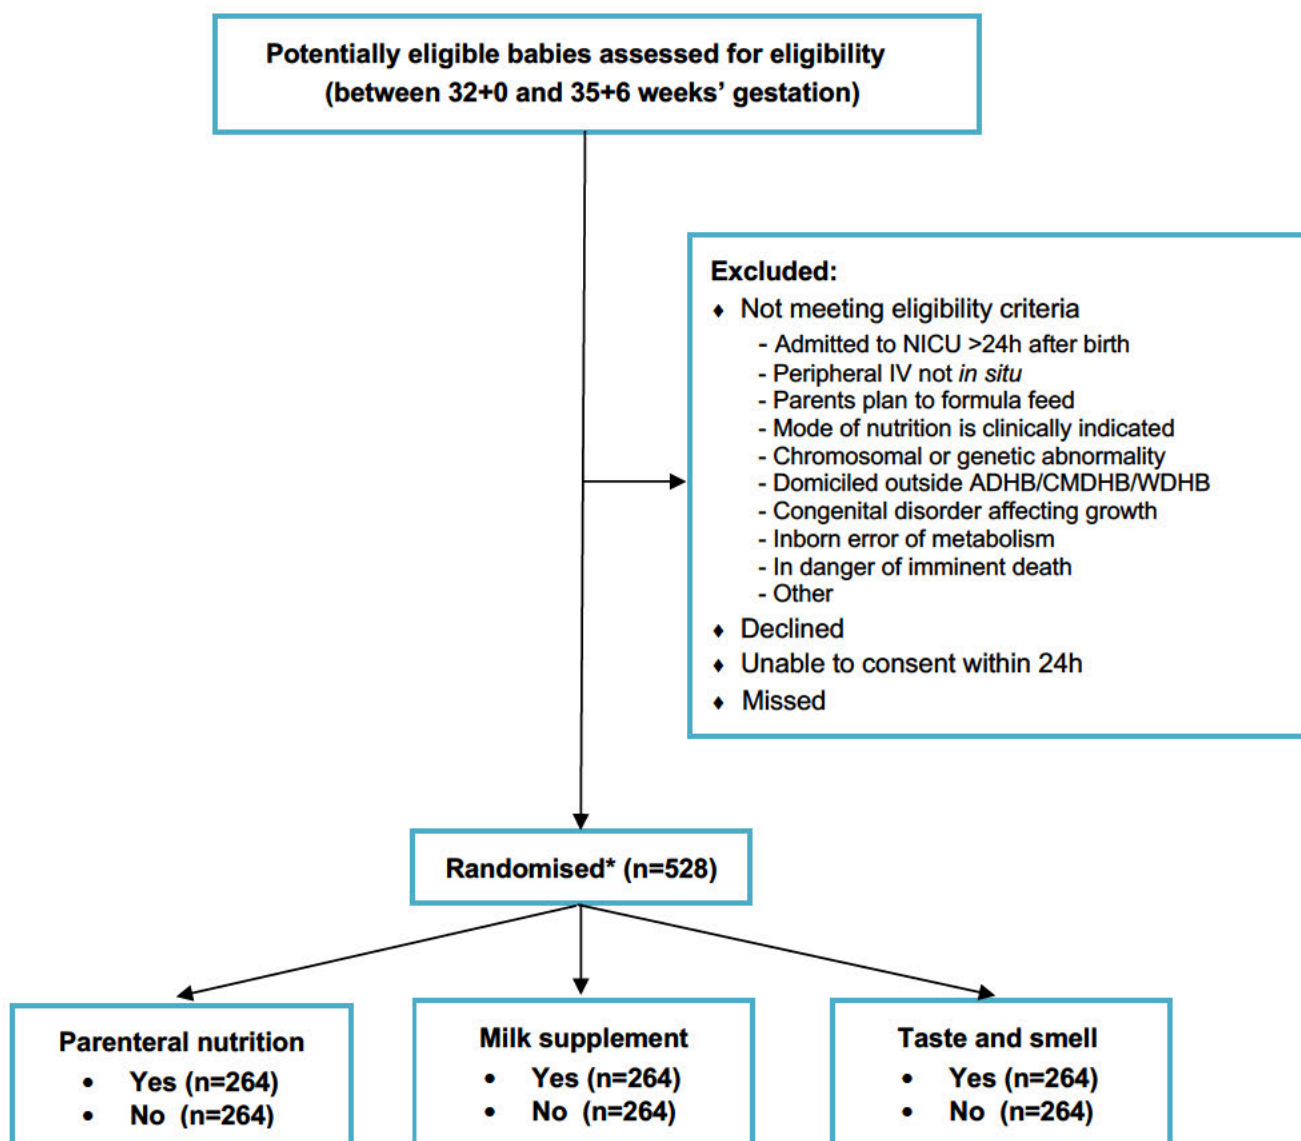 Potentially eligible babies assessed for eligibility
(between 32+0 and 35+6 weeks’ gestation)
Excluded:
♦ Not meeting eligibility criteria
- Admitted to NICU >24h after birth
- Peripheral IV not in situ
- Parents plan to formula feed
- Mode of nutrition is clinically indicated
- Chromosomal or genetic abnormality
- Domiciled outside ADHB/CMDHB/WDHB
- Congenital disorder affecting growth
- Inborn error of metabolism
- In danger of imminent death
- Other
♦ Declined
♦ Unable to consent within 24h
♦ Missed
Randomised* (n=528)
Parenteral nutrition
• Yes (n=264)
• No (n=264)
Milk supplement
• Yes (n=264)
• No (n=264)
Taste and smell
• Yes (n=264)
• No (n=264)